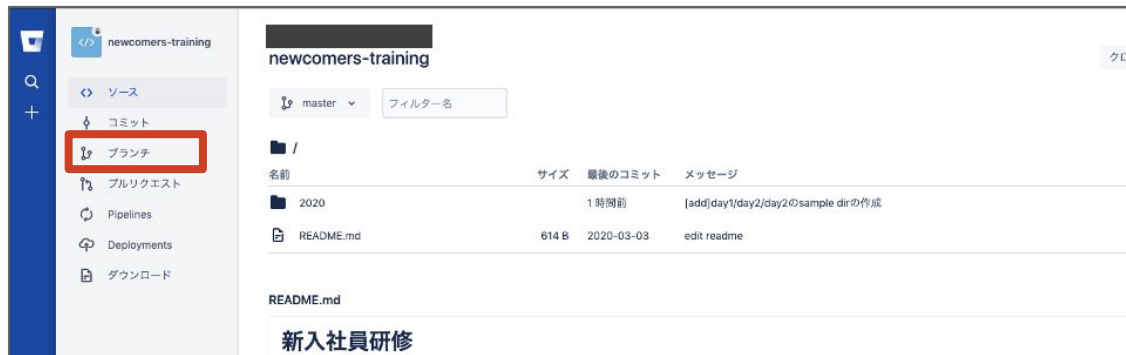 newcomers-training
ソース
コミット
ブランチ
プルリクエスト
Pipelines
Deployments
ダウンロード
newcomers-training
クロ
master
フィルター名
/
名前 サイズ 最後のコミット メッセージ
2020 1 時間前 [add]day1/day2/day2のsample dirの作成
README.md 614 B 2020-03-03 edit readme
README.md
新入社員研修